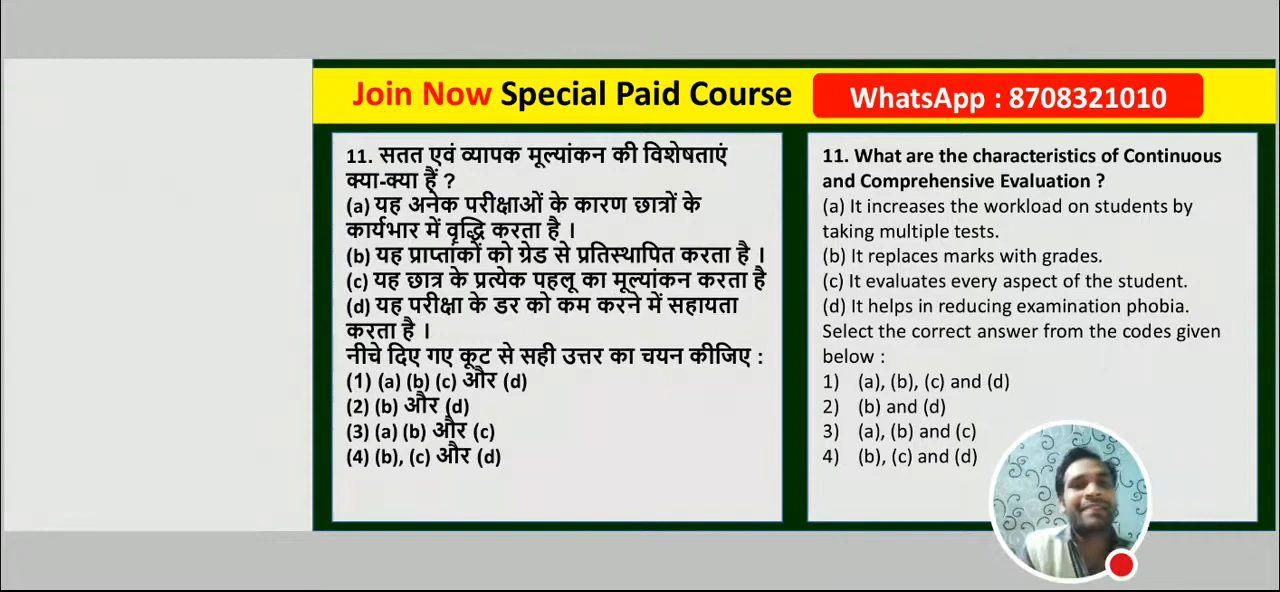 Join Now Special Paid Course
WhatsApp : 8708321010
11. सतत एवं व्यापक मूल्यांकन की विशेषताएं
क्या-क्या हैं ?
(a) यह अनेक परीक्षाओं के कारण छात्रों के
कार्यभार में वृद्धि करता है ।
(b) यह प्राप्तांकों को ग्रेड से प्रतिस्थापित करता है ।
(c) यह छात्र के प्रत्येक पहलू का मूल्यांकन करता है
(d) यह परीक्षा के डर को कम करने में सहायता
करता है ।
नीचे दिए गए कूट से सही उत्तर का चयन कीजिए :
(1) (a) (b) (c) और (d)
(2) (b) और (d)
(3) (a) (b) और (c)
(4) (b), (c) और (d)
11. What are the characteristics of Continuous
and Comprehensive Evaluation ?
(a) It increases the workload on students by
taking multiple tests.
(b) It replaces marks with grades.
(c) It evaluates every aspect of the student.
(d) It helps in reducing examination phobia.
Select the correct answer from the codes given
below :
1) (a), (b), (c) and (d)
2) (b) and (d)
3) (a), (b) and (c)
4) (b), (c) and (d)